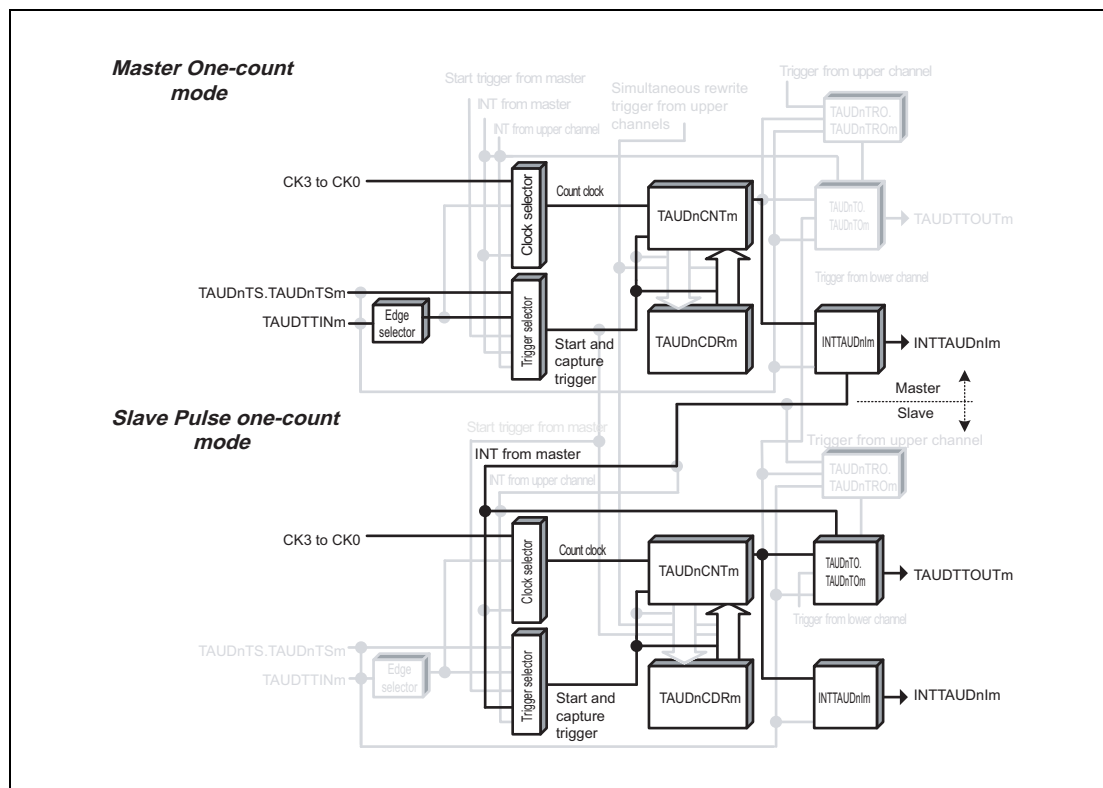 Master One-count
mode
Start trigger from master
INT from master
INT from upper channel
Simultaneous rewrite
trigger from upper
channels
Trigger from upper channel
TAUDnTRO.
TAUDnTROm
CK3 to CK0
Clock selector
Count clock
TAUDnCNTm
TAUDnTO.
TAUDnTOm
TAUDTTOUTm
TAUDnTS.TAUDnTSm
TAUDTTINm
Edge
selector
Trigger selector
Start and
capture
trigger
TAUDnCDRm
Trigger from lower channel
INTTAUDnIm
INTTAUDnIm
Master
Slave
Slave Pulse one-count
mode
Start trigger from master
INT from master
INT from upper channel
Trigger from upper channel
TAUDnTRO.
TAUDnTROm
CK3 to CK0
Clock selector
Count clock
TAUDnCNTm
TAUDnTO.
TAUDnTOm
TAUDTTOUTm
Trigger from lower channel
TAUDnTS.TAUDnTSm
TAUDTTINm
Edge
selector
Trigger selector
Start and
capture
trigger
TAUDnCDRm
INTTAUDnIm
INTTAUDnIm